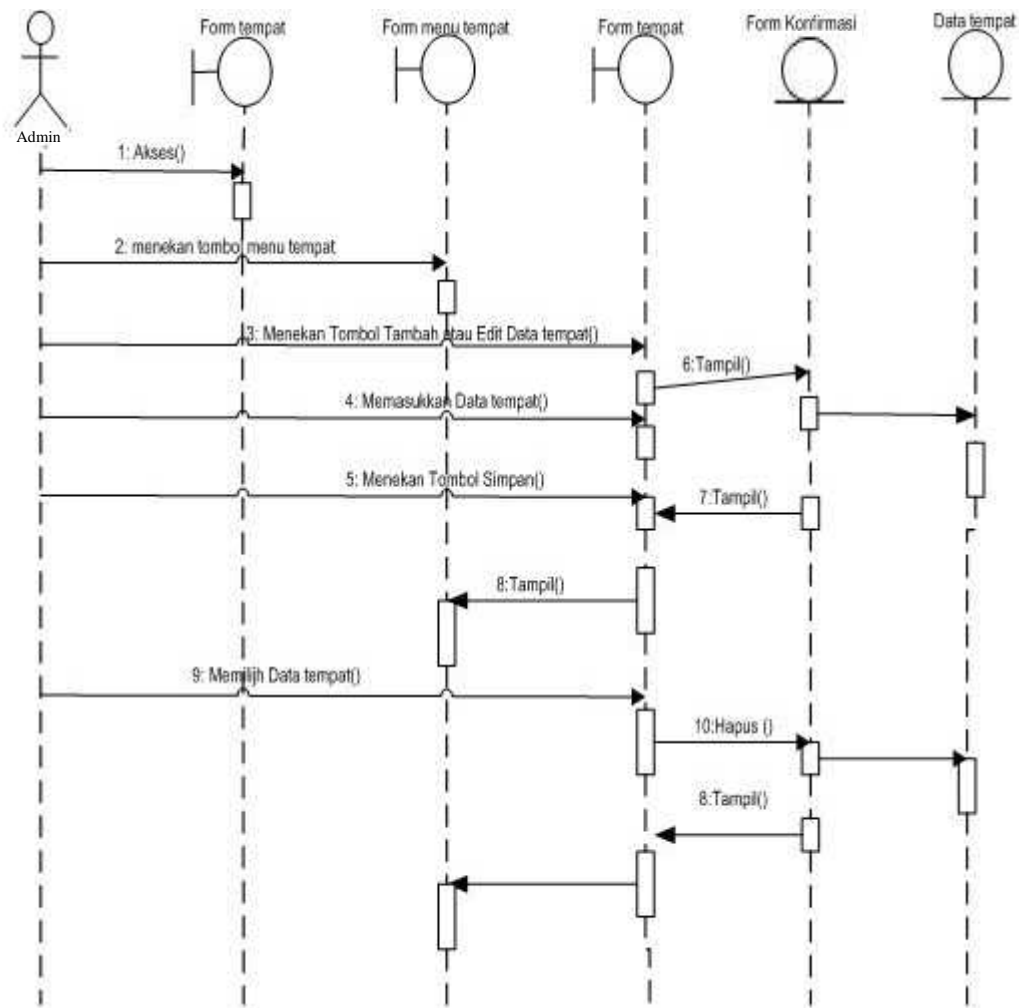 Form tempat
Form menu tempat
Form tempat
Form Konfirmasi
Data tempat
Admin
1: Akses()
2: menekan tombol menu tempat
3: Menekan Tombol Tambah atau Edit Data tempat()
6:Tampil()
4: Memasukkan Data tempat()
5: Menekan Tombol Simpan()
7:Tampil()
8:Tampil()
9: Memilih Data tempat()
10:Hapus ()
8:Tampil()